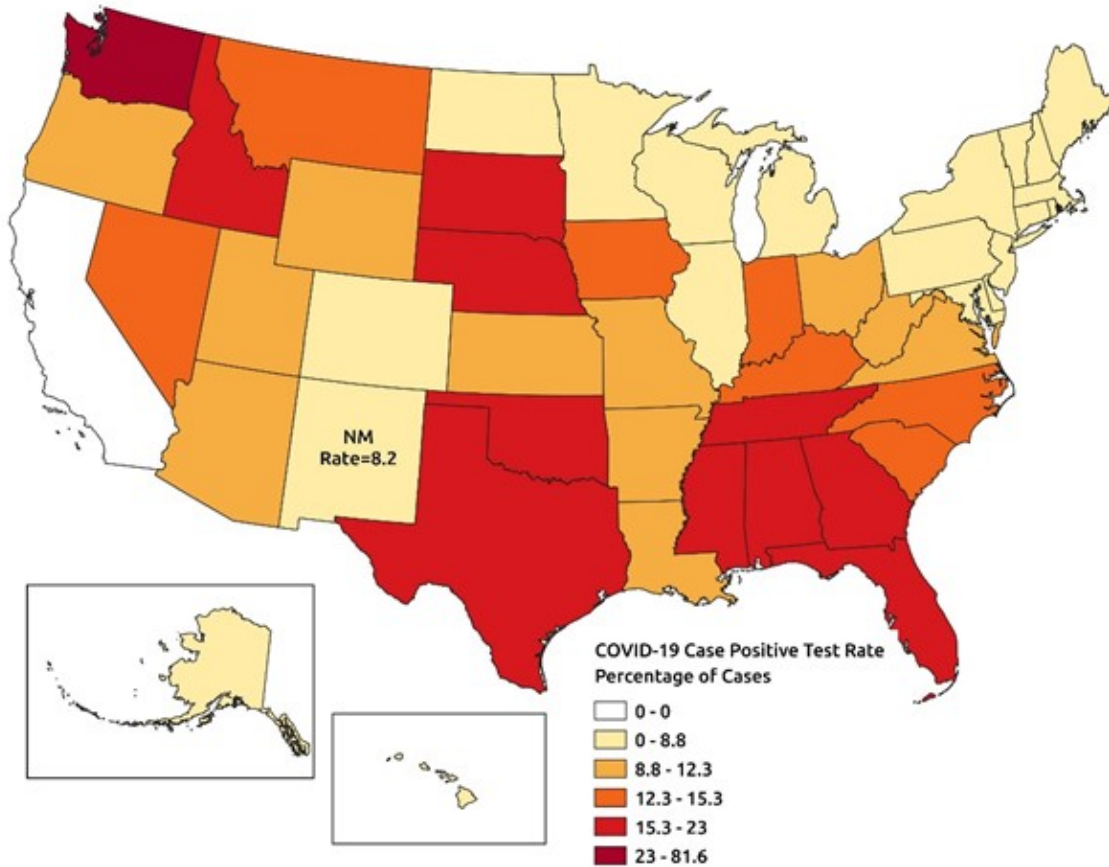 NM
Rate=8.2
COVID-19 Case Positive Test Rate
Percentage of Cases
0 - 0
0 - 8.8
8.8 - 12.3
12.3 - 15.3
15.3 - 23
23 - 81.6